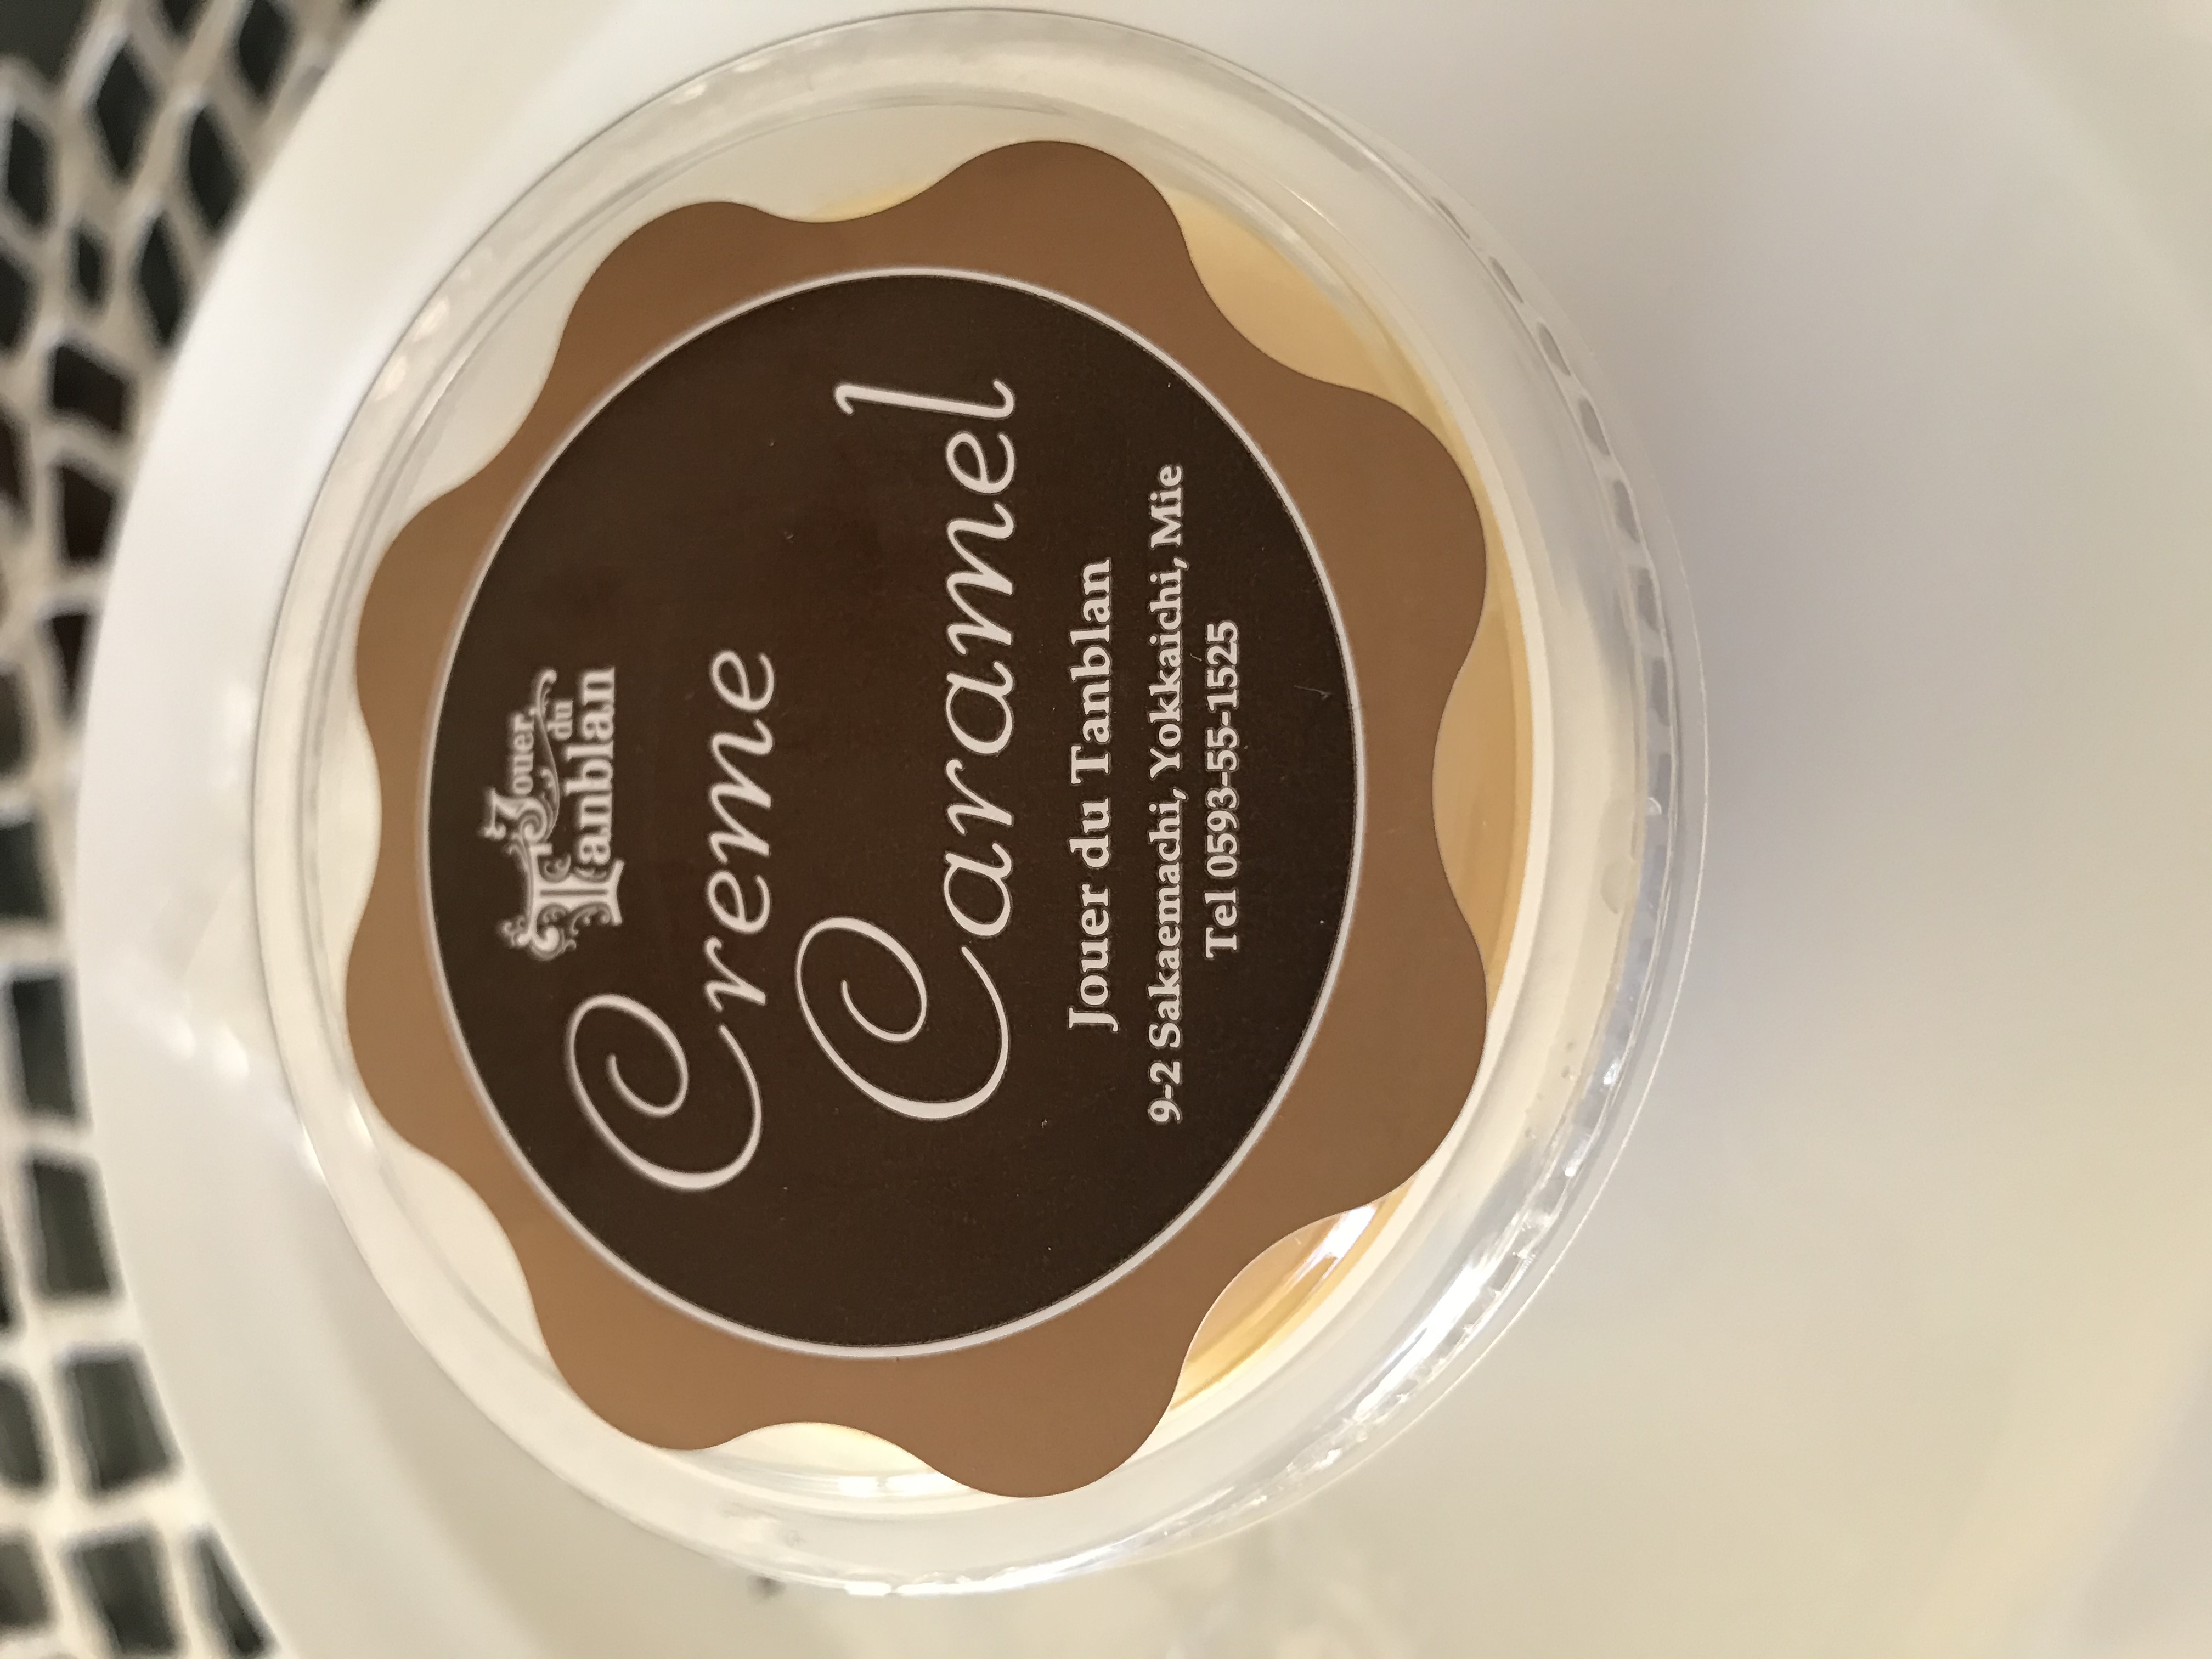 Jouer
du
Tanblan
Creme
Caramel
Jouer du Tanblan
9-2 Sakaemachi, Yokkaichi, Mie
Tel 0593-55-1525